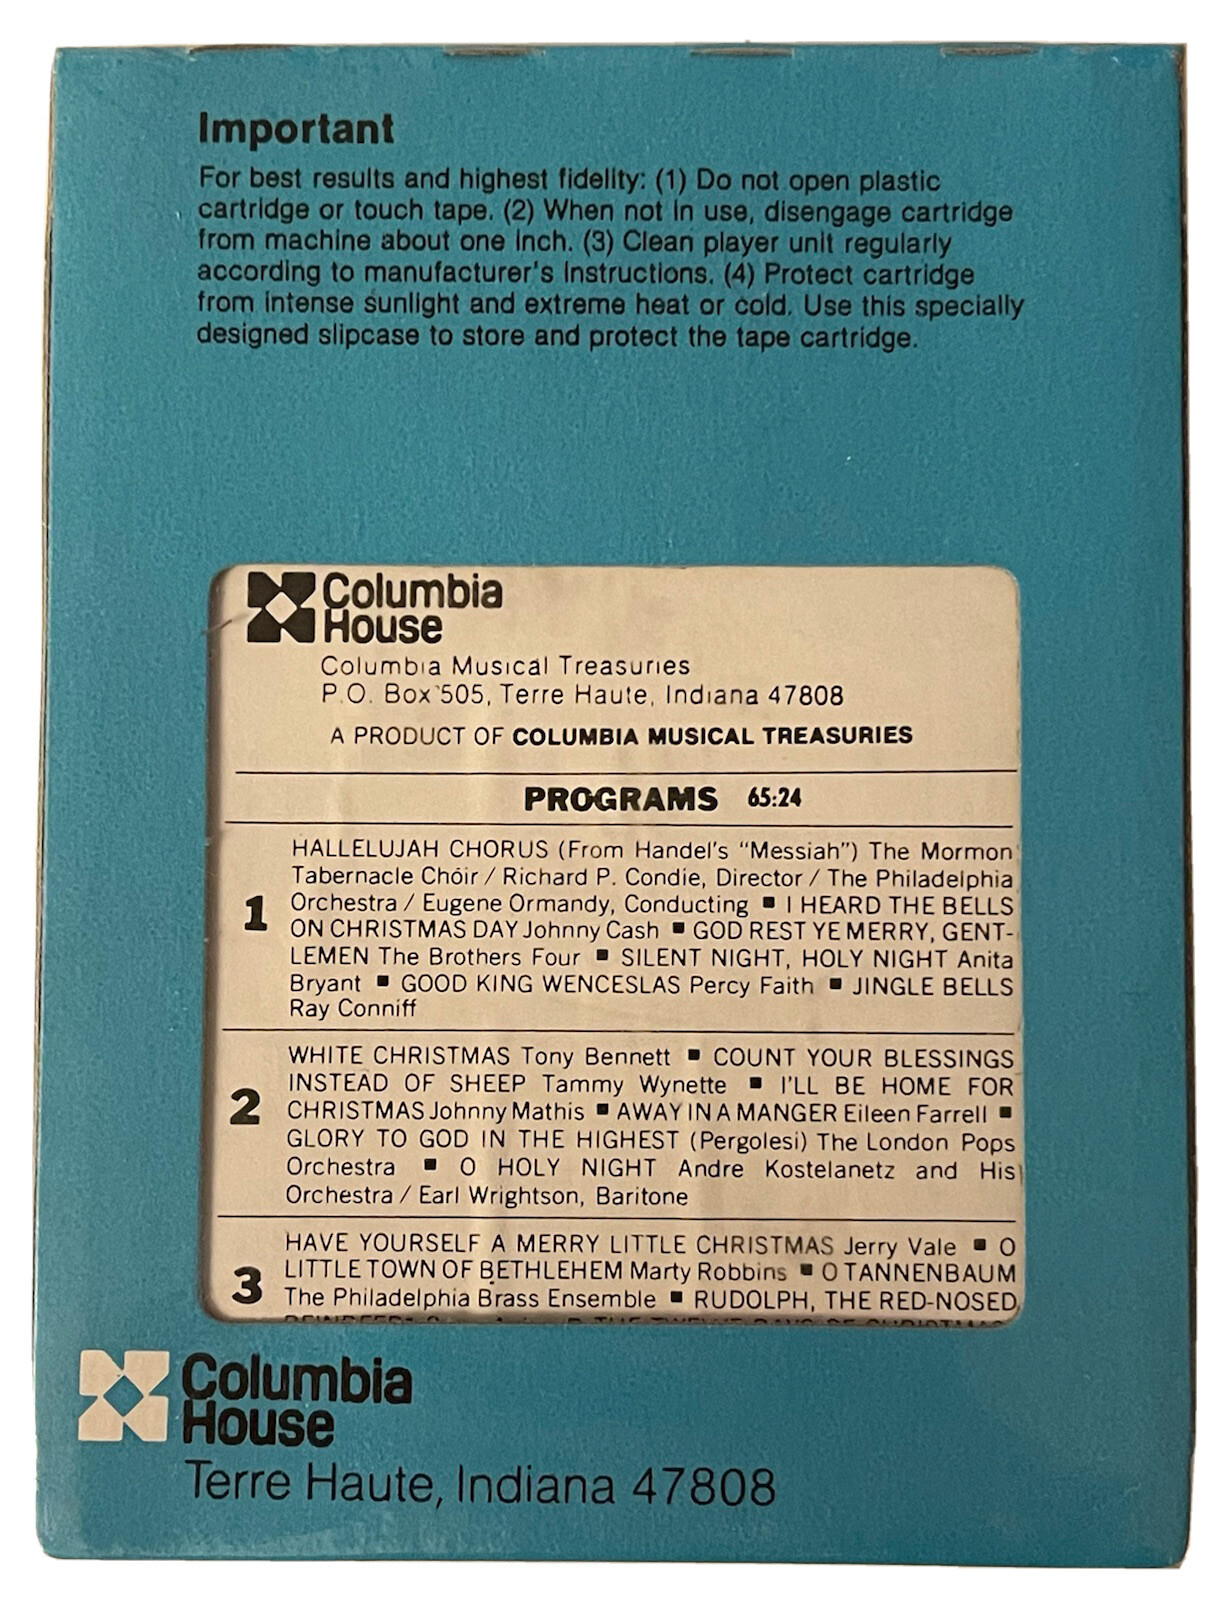 Important
For best results and highest fidelity: (1) Do not open plastic
cartridge or touch tape. (2) When not in use, disengage cartridge
from machine about one inch. (3) Clean player unit regularly
according to manufacturer's instructions. (4) Protect cartridge
from intense sunlight and extreme heat or cold. Use this specially
designed slipcase to store and protect the tape cartridge.
Columbia
House
Columbia Musical Treasuries
P.O. Box 505, Terre Haute, Indiana 47808
A PRODUCT OF COLUMBIA MUSICAL TREASURIES
PROGRAMS 65:24
1
HALLELUJAH CHORUS (From Handel's "Messiah") The Mormon
Tabernacle Choir / Richard P. Condie, Director / The Philadelphia
Orchestra / Eugene Ormandy, Conducting ■ I HEARD THE BELLS
ON CHRISTMAS DAY Johnny Cash ■ GOD REST YE MERRY, GENT-
LEMEN The Brothers Four ■ SILENT NIGHT, HOLY NIGHT Anita
Bryant ■ GOOD KING WENCESLAS Percy Faith ■ JINGLE BELLS
Ray Conniff
2
WHITE CHRISTMAS Tony Bennett ■ COUNT YOUR BLESSINGS
INSTEAD OF SHEEP Tammy Wynette ■ I'LL BE HOME FOR
CHRISTMAS Johnny Mathis ■ AWAY IN A MANGER Eileen Farrell ■
GLORY TO GOD IN THE HIGHEST (Pergolesi) The London Pops
Orchestra ■ O HOLY NIGHT Andre Kostelanetz and His
Orchestra / Earl Wrightson, Baritone
3
HAVE YOURSELF A MERRY LITTLE CHRISTMAS Jerry Vale ■ O
LITTLE TOWN OF BETHLEHEM Marty Robbins ■ O TANNENBAUM
The Philadelphia Brass Ensemble ■ RUDOLPH, THE RED-NOSED
Columbia
House
Terre Haute, Indiana 47808